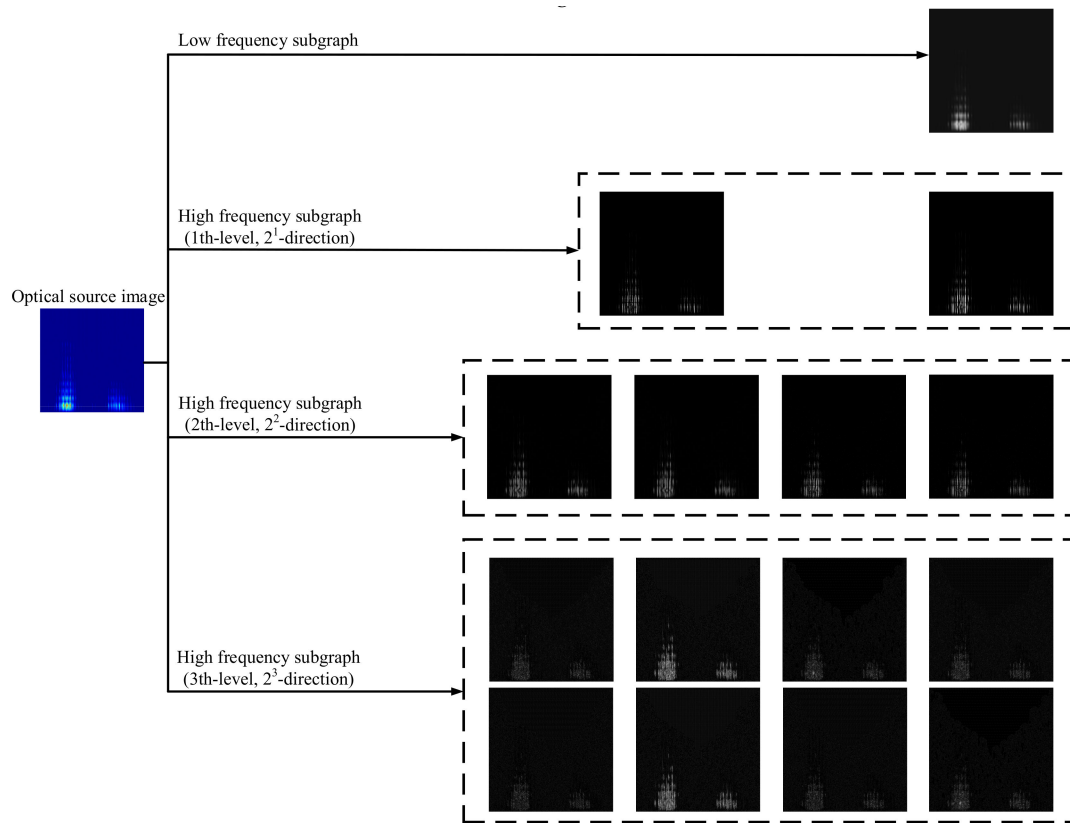 Low frequency subgraph
High frequency subgraph
(1th-level, 2¹-direction)
Optical source image
High frequency subgraph
(2th-level, 2²-direction)
High frequency subgraph
(3th-level, 2³-direction)